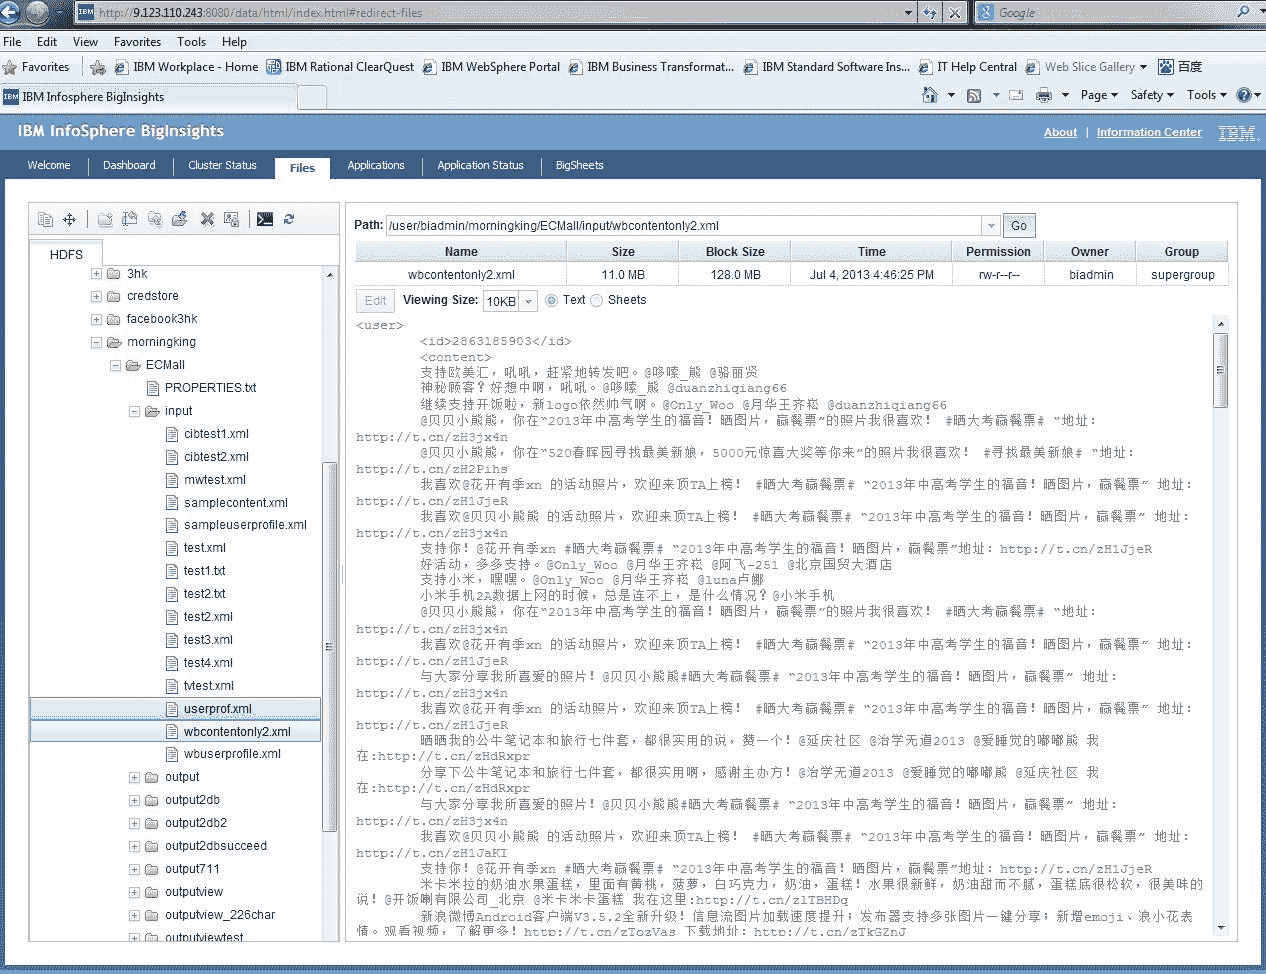 http://9.123.110.243:8080/data/html/index.html#redirect-files
Google
File Edit View Favorites Tools Help
Favorites IBM Workplace - Home IBM Rational ClearQuest IBM WebSphere Portal IBM Business Transformat... IBM Standard Software Ins... IT Help Central Web Slice Gallery 百度
IBM Infosphere BigInsights Page Safety Tools
IBM InfoSphere BigInsights
About | Information Center IBM
Welcome Dashboard Cluster Status Files Applications Application Status BigSheets
HDFS
3hk
credstore
facebook3hk
morningking
ECMall
PROPERTIES.txt
input
cibtest1.xml
cibtest2.xml
mwtest.xml
samplecontent.xml
sampleuserprofile.xml
test.xml
test1.txt
test2.txt
test2.xml
test3.xml
test4.xml
tvtest.xml
userprof.xml
wbcontentonly2.xml
wbuserprofile.xml
output
output2db
output2db2
output2dbsucceed
output711
outputview
outputview_226char
outputviewtest
Path: /user/biadmin/morningking/ECMall/input/wbcontentonly2.xml Go
Name Size Block Size Time Permission Owner Group
wbcontentonly2.xml 11.0 MB 128.0 MB Jul 4, 2013 4:46:25 PM rw-r--r-- biadmin supergroup
Edit Viewing Size: 10KB Text Sheets
<user>
<id>2863185903</id>
<content>
支持欧美汇，吼吼，赶紧地转发吧。@哆嗦_熊 @骆丽贤
神秘顾客？好想中啊，吼吼。@哆嗦_熊 @duanzhiqiang66
继续支持开饭啦，新logo依然帅气啊。@Only_Woo @月华王齐崧 @duanzhiqiang66
@贝贝小熊熊，你在“2013年中高考学生的福音！晒图片，赢餐票”的照片我很喜欢！ #晒大考赢餐票# “地址：
http://t.cn/zH3jx4n
@贝贝小熊熊，你在“520春晖园寻找最美新娘，5000元惊喜大奖等你来”的照片我很喜欢！ #寻找最美新娘# “地址：
http://t.cn/zH2Pihs
我喜欢@花开有季xn 的活动照片，欢迎来顶TA上榜！ #晒大考赢餐票# “2013年中高考学生的福音！晒图片，赢餐票” 地址：
http://t.cn/zH1JjeR
我喜欢@贝贝小熊熊 的活动照片，欢迎来顶TA上榜！ #晒大考赢餐票# “2013年中高考学生的福音！晒图片，赢餐票” 地址：
http://t.cn/zH3jx4n
支持你！@花开有季xn #晒大考赢餐票# “2013年中高考学生的福音！晒图片，赢餐票”地址：http://t.cn/zH1JjeR
好活动，多多支持。@Only_Woo @月华王齐崧 @阿飞-251 @北京国贸大酒店
支持小米，嘿嘿。@Only_Woo @月华王齐崧 @luna卢娜
小米手机2A数据上网的时候，总是连不上，是什么情况？@小米手机
@贝贝小熊熊，你在“2013年中高考学生的福音！晒图片，赢餐票”的照片我很喜欢！ #晒大考赢餐票# “地址：
http://t.cn/zH3jx4n
我喜欢@花开有季xn 的活动照片，欢迎来顶TA上榜！ #晒大考赢餐票# “2013年中高考学生的福音！晒图片，赢餐票” 地址：
http://t.cn/zH1JjeR
与大家分享我所喜爱的照片！@贝贝小熊熊#晒大考赢餐票# “2013年中高考学生的福音！晒图片，赢餐票” 地址：
http://t.cn/zH3jx4n
我喜欢@花开有季xn 的活动照片，欢迎来顶TA上榜！ #晒大考赢餐票# “2013年中高考学生的福音！晒图片，赢餐票” 地址：
http://t.cn/zH1JjeR
晒晒我的公牛笔记本和旅行七件套，都很实用的说，赞一个！@延庆社区 @治学无道2013 @爱睡觉的嘟嘟熊 我
在:http://t.cn/zHdRxpr
分享下公牛笔记本和旅行七件套，都很实用啊，感谢主办方！@治学无道2013 @爱睡觉的嘟嘟熊 @延庆社区 我
在:http://t.cn/zHdRxpr
与大家分享我所喜爱的照片！@贝贝小熊熊#晒大考赢餐票# “2013年中高考学生的福音！晒图片，赢餐票” 地址：
http://t.cn/zH3jx4n
我喜欢@贝贝小熊熊 的活动照片，欢迎来顶TA上榜！ #晒大考赢餐票# “2013年中高考学生的福音！晒图片，赢餐票” 地址：
http://t.cn/zH1JaKI
支持你！@花开有季xn #晒大考赢餐票# “2013年中高考学生的福音！晒图片，赢餐票”地址：http://t.cn/zH1JjeR
米卡米拉的奶油水果蛋糕，里面有黄桃，菠萝，白巧克力，奶油，蛋糕！水果很新鲜，奶油甜而不腻，蛋糕底很松软，很美味的
说！@开饭喇有限公司_北京 @米卡米卡蛋糕 我在这里:http://t.cn/zlTBHDq
新浪微博Android客户端V3.5.2全新升级！信息流图片加载速度提升；发布器支持多张图片一键分享；新增emoji、浪小花表
情。观看视频，了解更多！http://t.cn/zTozVas 下载地址：http://t.cn/zTkGZnJ